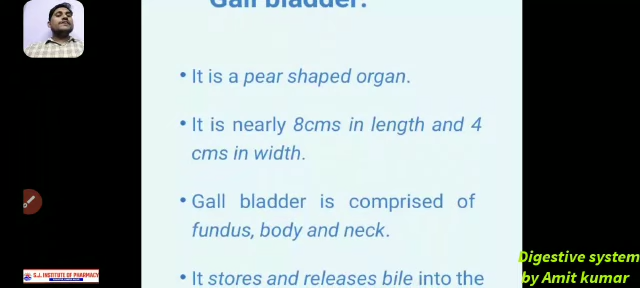 Gall bladder:
• It is a pear shaped organ.
• It is nearly 8cms in length and 4
cms in width.
• Gall bladder is comprised of
fundus, body and neck.
• It stores and releases bile into the
Digestive system
by Amit kumar
G.J. INSTITUTE OF PHARMACY